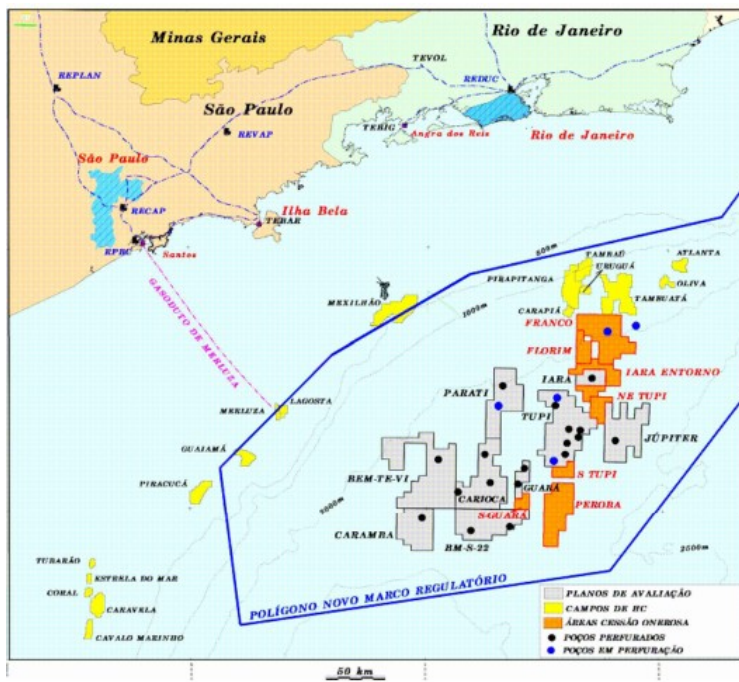 Minas Gerais
Rio de Janeiro
TEVOL
REPLAN
REDUC
São Paulo
REVAP
TEBIG
Angra dos Reis
Rio de Janeiro
São Paulo
RECAP
Ilha Bela
TEBAR
RPBC
Santos
GASODUTO DE MERLUZA
500m
TAMBAÚ
ATLANTA
URUGUÁ
PIRAPITANGA
OLIVA
MEXILHÃO
1000m
TAMBUATÁ
CARAPIÁ
FRANCO
FLORIM
IARA
IARA ENTORNO
PARATI
NE TUPI
LAGOSTA
TUPI
MERLUZA
JÚPITER
GUAIAMÁ
BEM-TE-VI
S TUPI
PIRACUCÁ
GUARÁ
CARIOCA
PEROBA
2000m
S-GUARÁ
CARAMBA
BM-S-22
2500m
TUBARÃO
ESTRELA DO MAR
CORAL
CARAVELA
CAVALO MARINHO
POLÍGONO NOVO MARCO REGULATÓRIO
PLANOS DE AVALIAÇÃO
CAMPOS DE HC
ÁREAS CESSÃO ONEROSA
POÇOS PERFURADOS
POÇOS EM PERFURAÇÃO
50 km